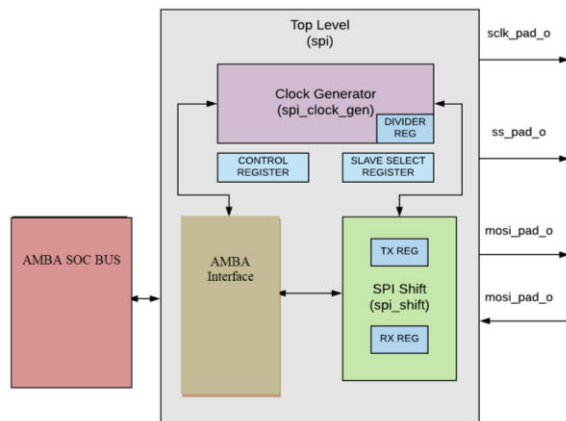 Top Level
(spi)
sclk_pad_o
Clock Generator
(spi_clock_gen)
DIVIDER
REG
CONTROL
REGISTER
SLAVE SELECT
REGISTER
ss_pad_o
AMBA SOC BUS
AMBA
Interface
TX REG
SPI Shift
(spi_shift)
RX REG
mosi_pad_o
mosi_pad_o